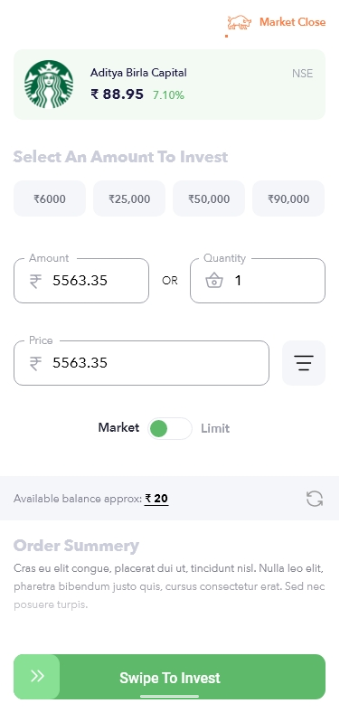 Market Close
Aditya Birla Capital
NSE
₹ 88.95 7.10%
Select An Amount To Invest
₹6000 ₹25,000 ₹50,000 ₹90,000
Amount
Quantity
₹ 5563.35 OR 1
Price
₹ 5563.35
Market Limit
Available balance approx: ₹ 20
Order Summery
Cras eu elit congue, placerat dui ut, tincidunt nisl. Nulla leo elit,
pharetra bibendum justo quis, cursus consectetur erat. Sed nec
posuere turpis.
Swipe To Invest